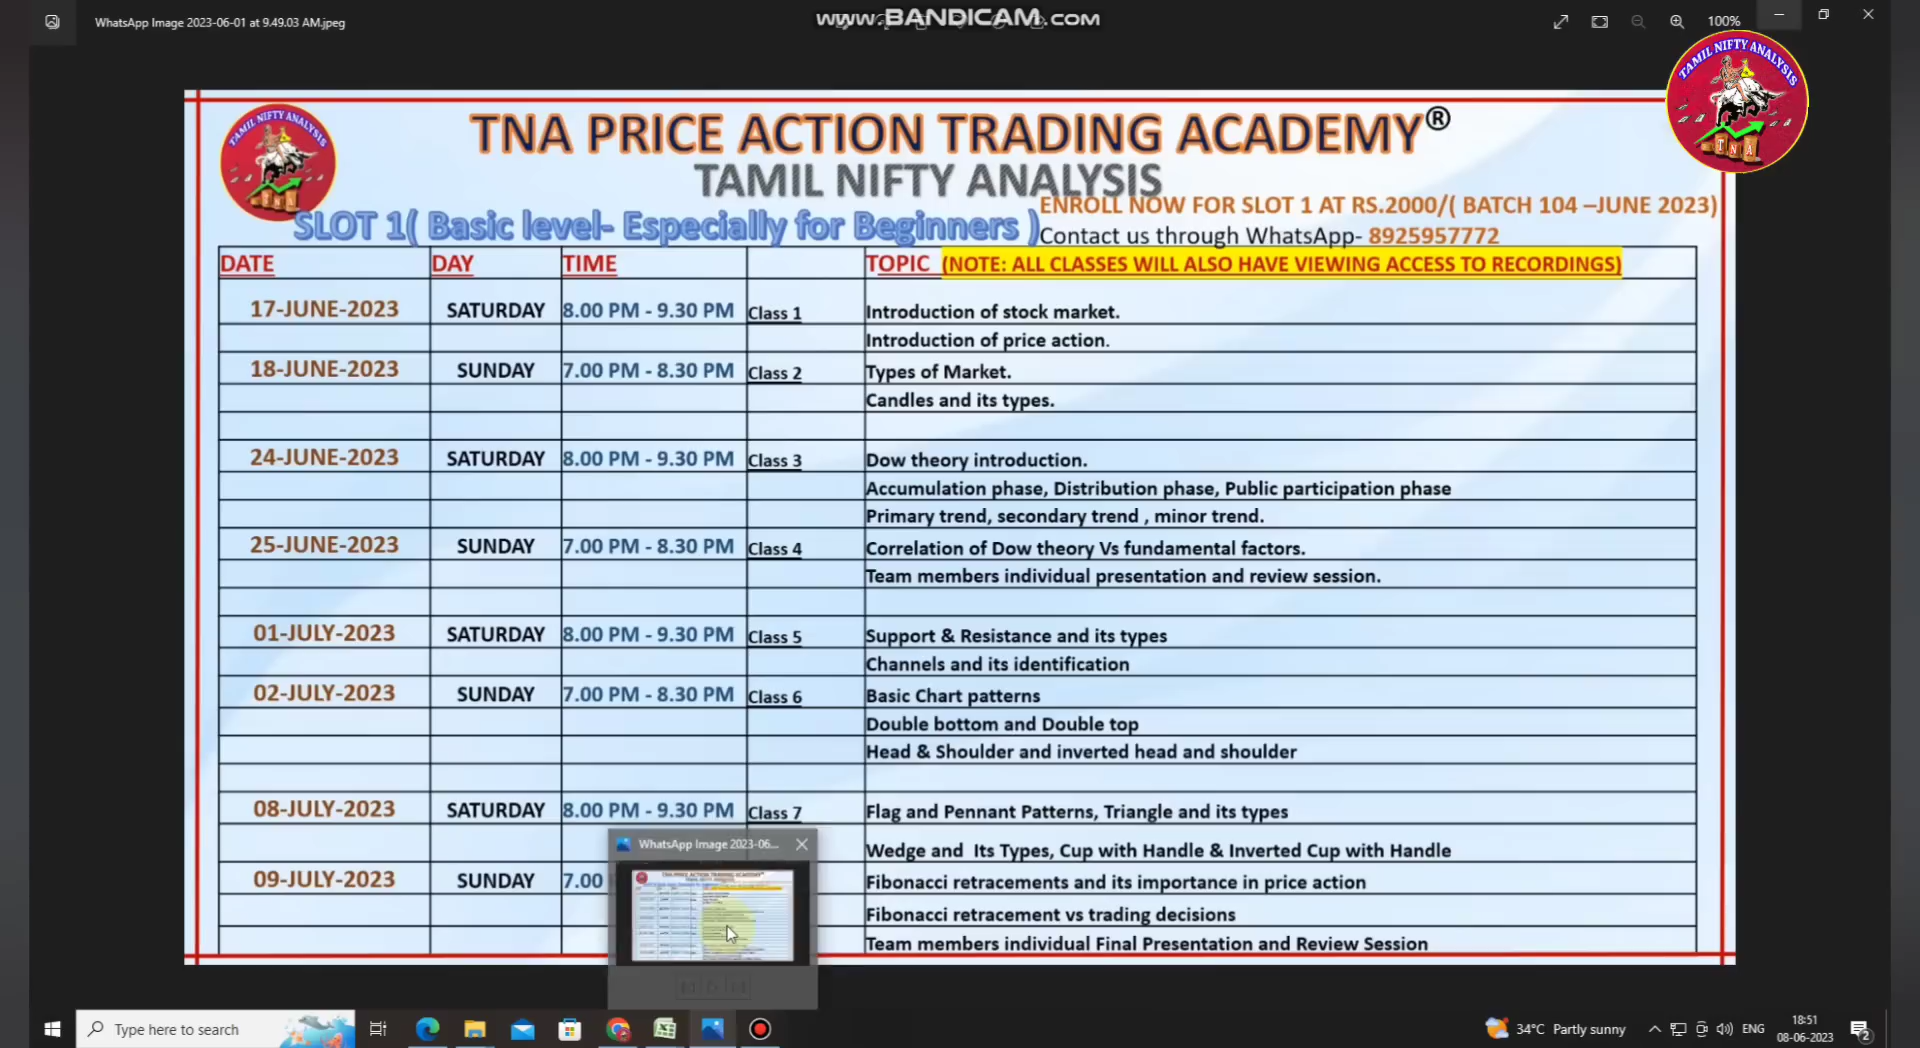 WhatsApp Image 2023-06-01 at 9.49.03 AM.jpeg
www.BANDICAM.com
100%
TAMIL NIFTY ANALYSIS
TNA
TAMIL NIFTY ANALYSIS
TNA
TNA PRICE ACTION TRADING ACADEMY®
TAMIL NIFTY ANALYSIS
ENROLL NOW FOR SLOT 1 AT RS.2000/( BATCH 104 –JUNE 2023)
SLOT 1( Basic level- Especially for Beginners )
Contact us through WhatsApp- 8925957772
DATE DAY TIME TOPIC (NOTE: ALL CLASSES WILL ALSO HAVE VIEWING ACCESS TO RECORDINGS)
17-JUNE-2023 SATURDAY 8.00 PM - 9.30 PM Class 1 Introduction of stock market.
Introduction of price action.
18-JUNE-2023 SUNDAY 7.00 PM - 8.30 PM Class 2 Types of Market.
Candles and its types.
24-JUNE-2023 SATURDAY 8.00 PM - 9.30 PM Class 3 Dow theory introduction.
Accumulation phase, Distribution phase, Public participation phase
Primary trend, secondary trend , minor trend.
25-JUNE-2023 SUNDAY 7.00 PM - 8.30 PM Class 4 Correlation of Dow theory Vs fundamental factors.
Team members individual presentation and review session.
01-JULY-2023 SATURDAY 8.00 PM - 9.30 PM Class 5 Support & Resistance and its types
Channels and its identification
02-JULY-2023 SUNDAY 7.00 PM - 8.30 PM Class 6 Basic Chart patterns
Double bottom and Double top
Head & Shoulder and inverted head and shoulder
08-JULY-2023 SATURDAY 8.00 PM - 9.30 PM Class 7 Flag and Pennant Patterns, Triangle and its types
WhatsApp Image 2023-06...
Wedge and Its Types, Cup with Handle & Inverted Cup with Handle
09-JULY-2023 SUNDAY 7.00 Fibonacci retracements and its importance in price action
Fibonacci retracement vs trading decisions
Team members individual Final Presentation and Review Session
Type here to search
34°C Partly sunny
ENG
18:51
08-06-2023
2